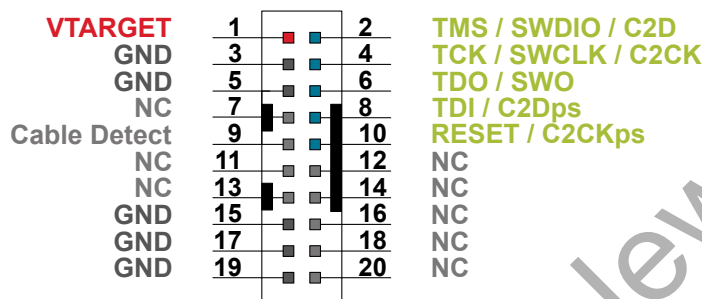 VTARGET 1 2 TMS / SWDIO / C2D
GND 3 4 TCK / SWCLK / C2CK
GND 5 6 TDO / SWO
NC 7 8 TDI / C2Dps
Cable Detect 9 10 RESET / C2CKps
NC 11 12 NC
NC 13 14 NC
GND 15 16 NC
GND 17 18 NC
GND 19 20 NC